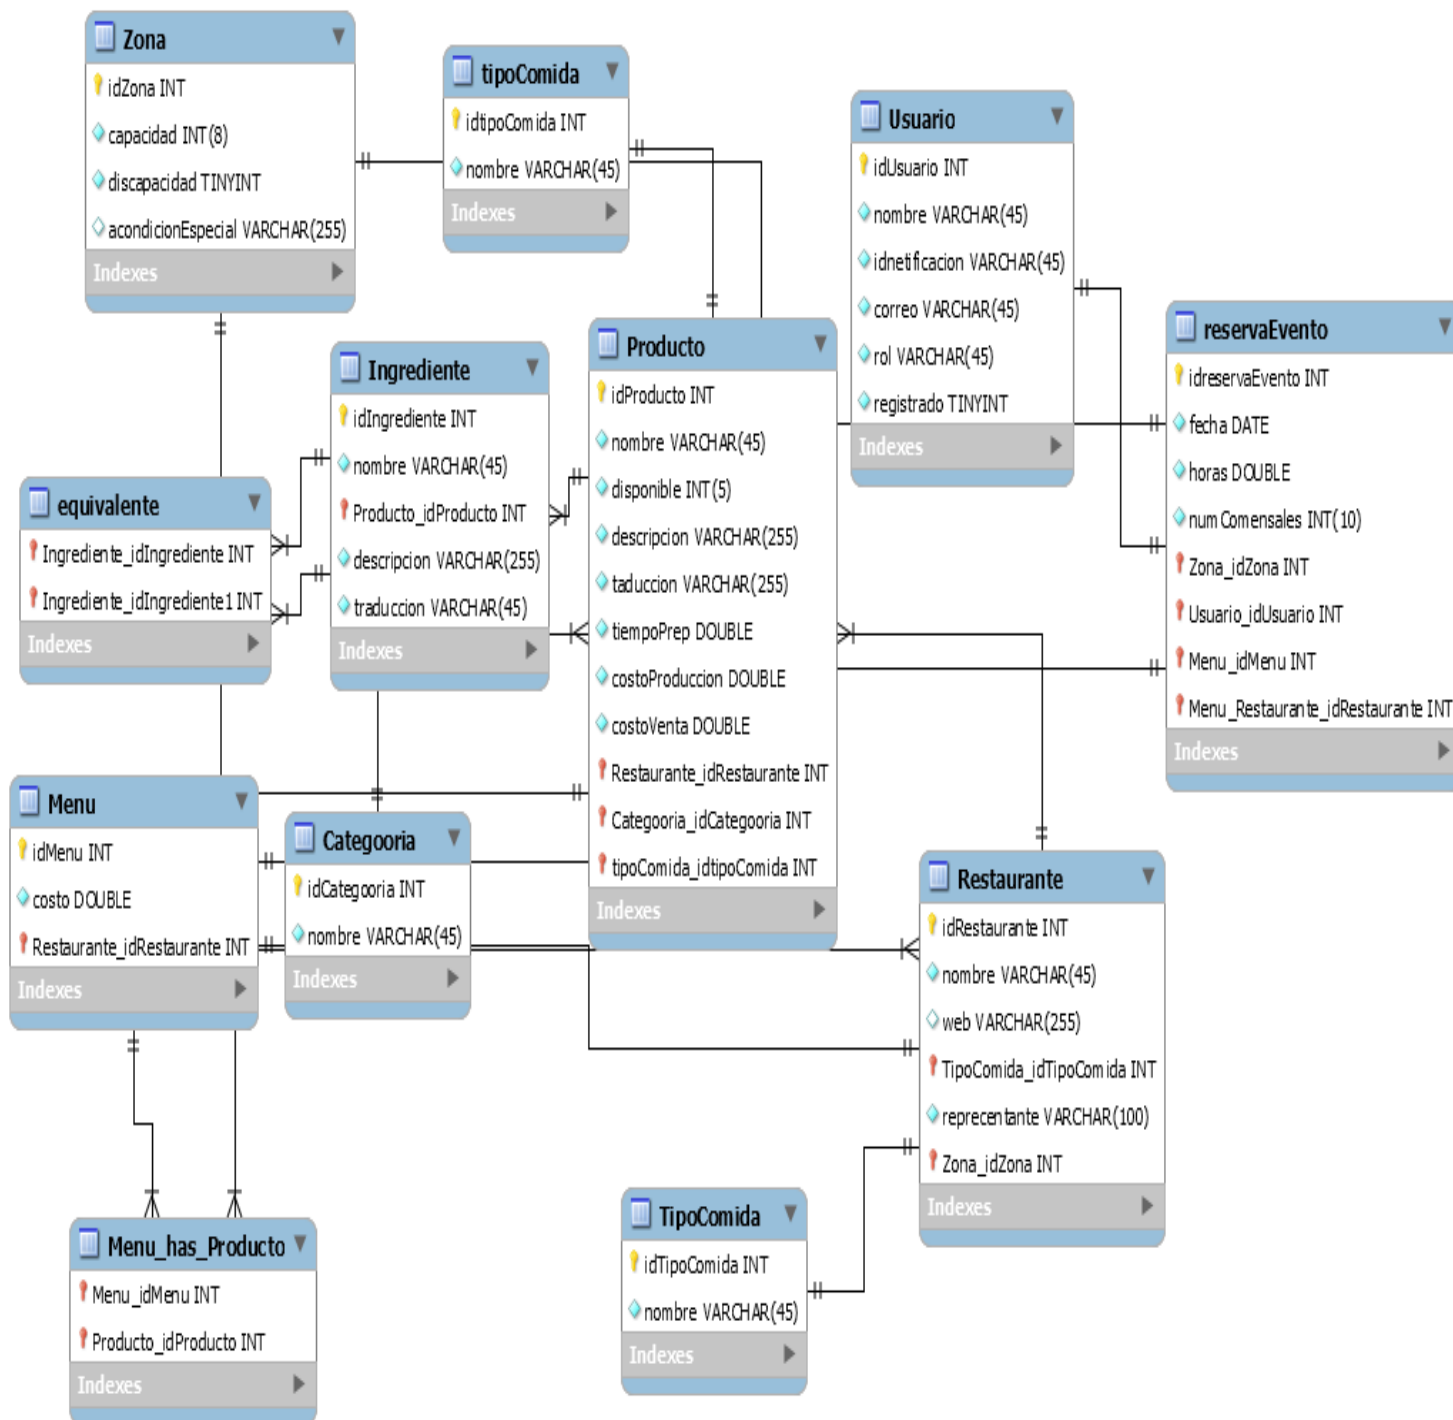 Zona
idZona INT
capacidad INT(8)
discapacidad TINYINT
acondicionEspecial VARCHAR(255)
Indexes
tipoComida
idtipoComida INT
nombre VARCHAR(45)
Indexes
Usuario
idUsuario INT
nombre VARCHAR(45)
idnetificacion VARCHAR(45)
correo VARCHAR(45)
rol VARCHAR(45)
registrado TINYINT
Indexes
reservaEvento
idreservaEvento INT
fecha DATE
horas DOUBLE
numComensales INT(10)
Zona_idZona INT
Usuario_idUsuario INT
Menu_idMenu INT
Menu_Restaurante_idRestaurante INT
Indexes
Ingrediente
idIngrediente INT
nombre VARCHAR(45)
Producto_idProducto INT
descripcion VARCHAR(255)
traduccion VARCHAR(45)
Indexes
Producto
idProducto INT
nombre VARCHAR(45)
disponible INT(5)
descripcion VARCHAR(255)
taduccion VARCHAR(255)
tiempoPrep DOUBLE
costoProduccion DOUBLE
costoVenta DOUBLE
Restaurante_idRestaurante INT
Categooria_idCategooria INT
tipoComida_idtipoComida INT
Indexes
equivalente
Ingrediente_idIngrediente INT
Ingrediente_idIngrediente1 INT
Indexes
Menu
idMenu INT
costo DOUBLE
Restaurante_idRestaurante INT
Indexes
Categooria
idCategooria INT
nombre VARCHAR(45)
Indexes
Restaurante
idRestaurante INT
nombre VARCHAR(45)
web VARCHAR(255)
TipoComida_idTipoComida INT
reprecentante VARCHAR(100)
Zona_idZona INT
Indexes
TipoComida
idTipoComida INT
nombre VARCHAR(45)
Indexes
Menu_has_Producto
Menu_idMenu INT
Producto_idProducto INT
Indexes